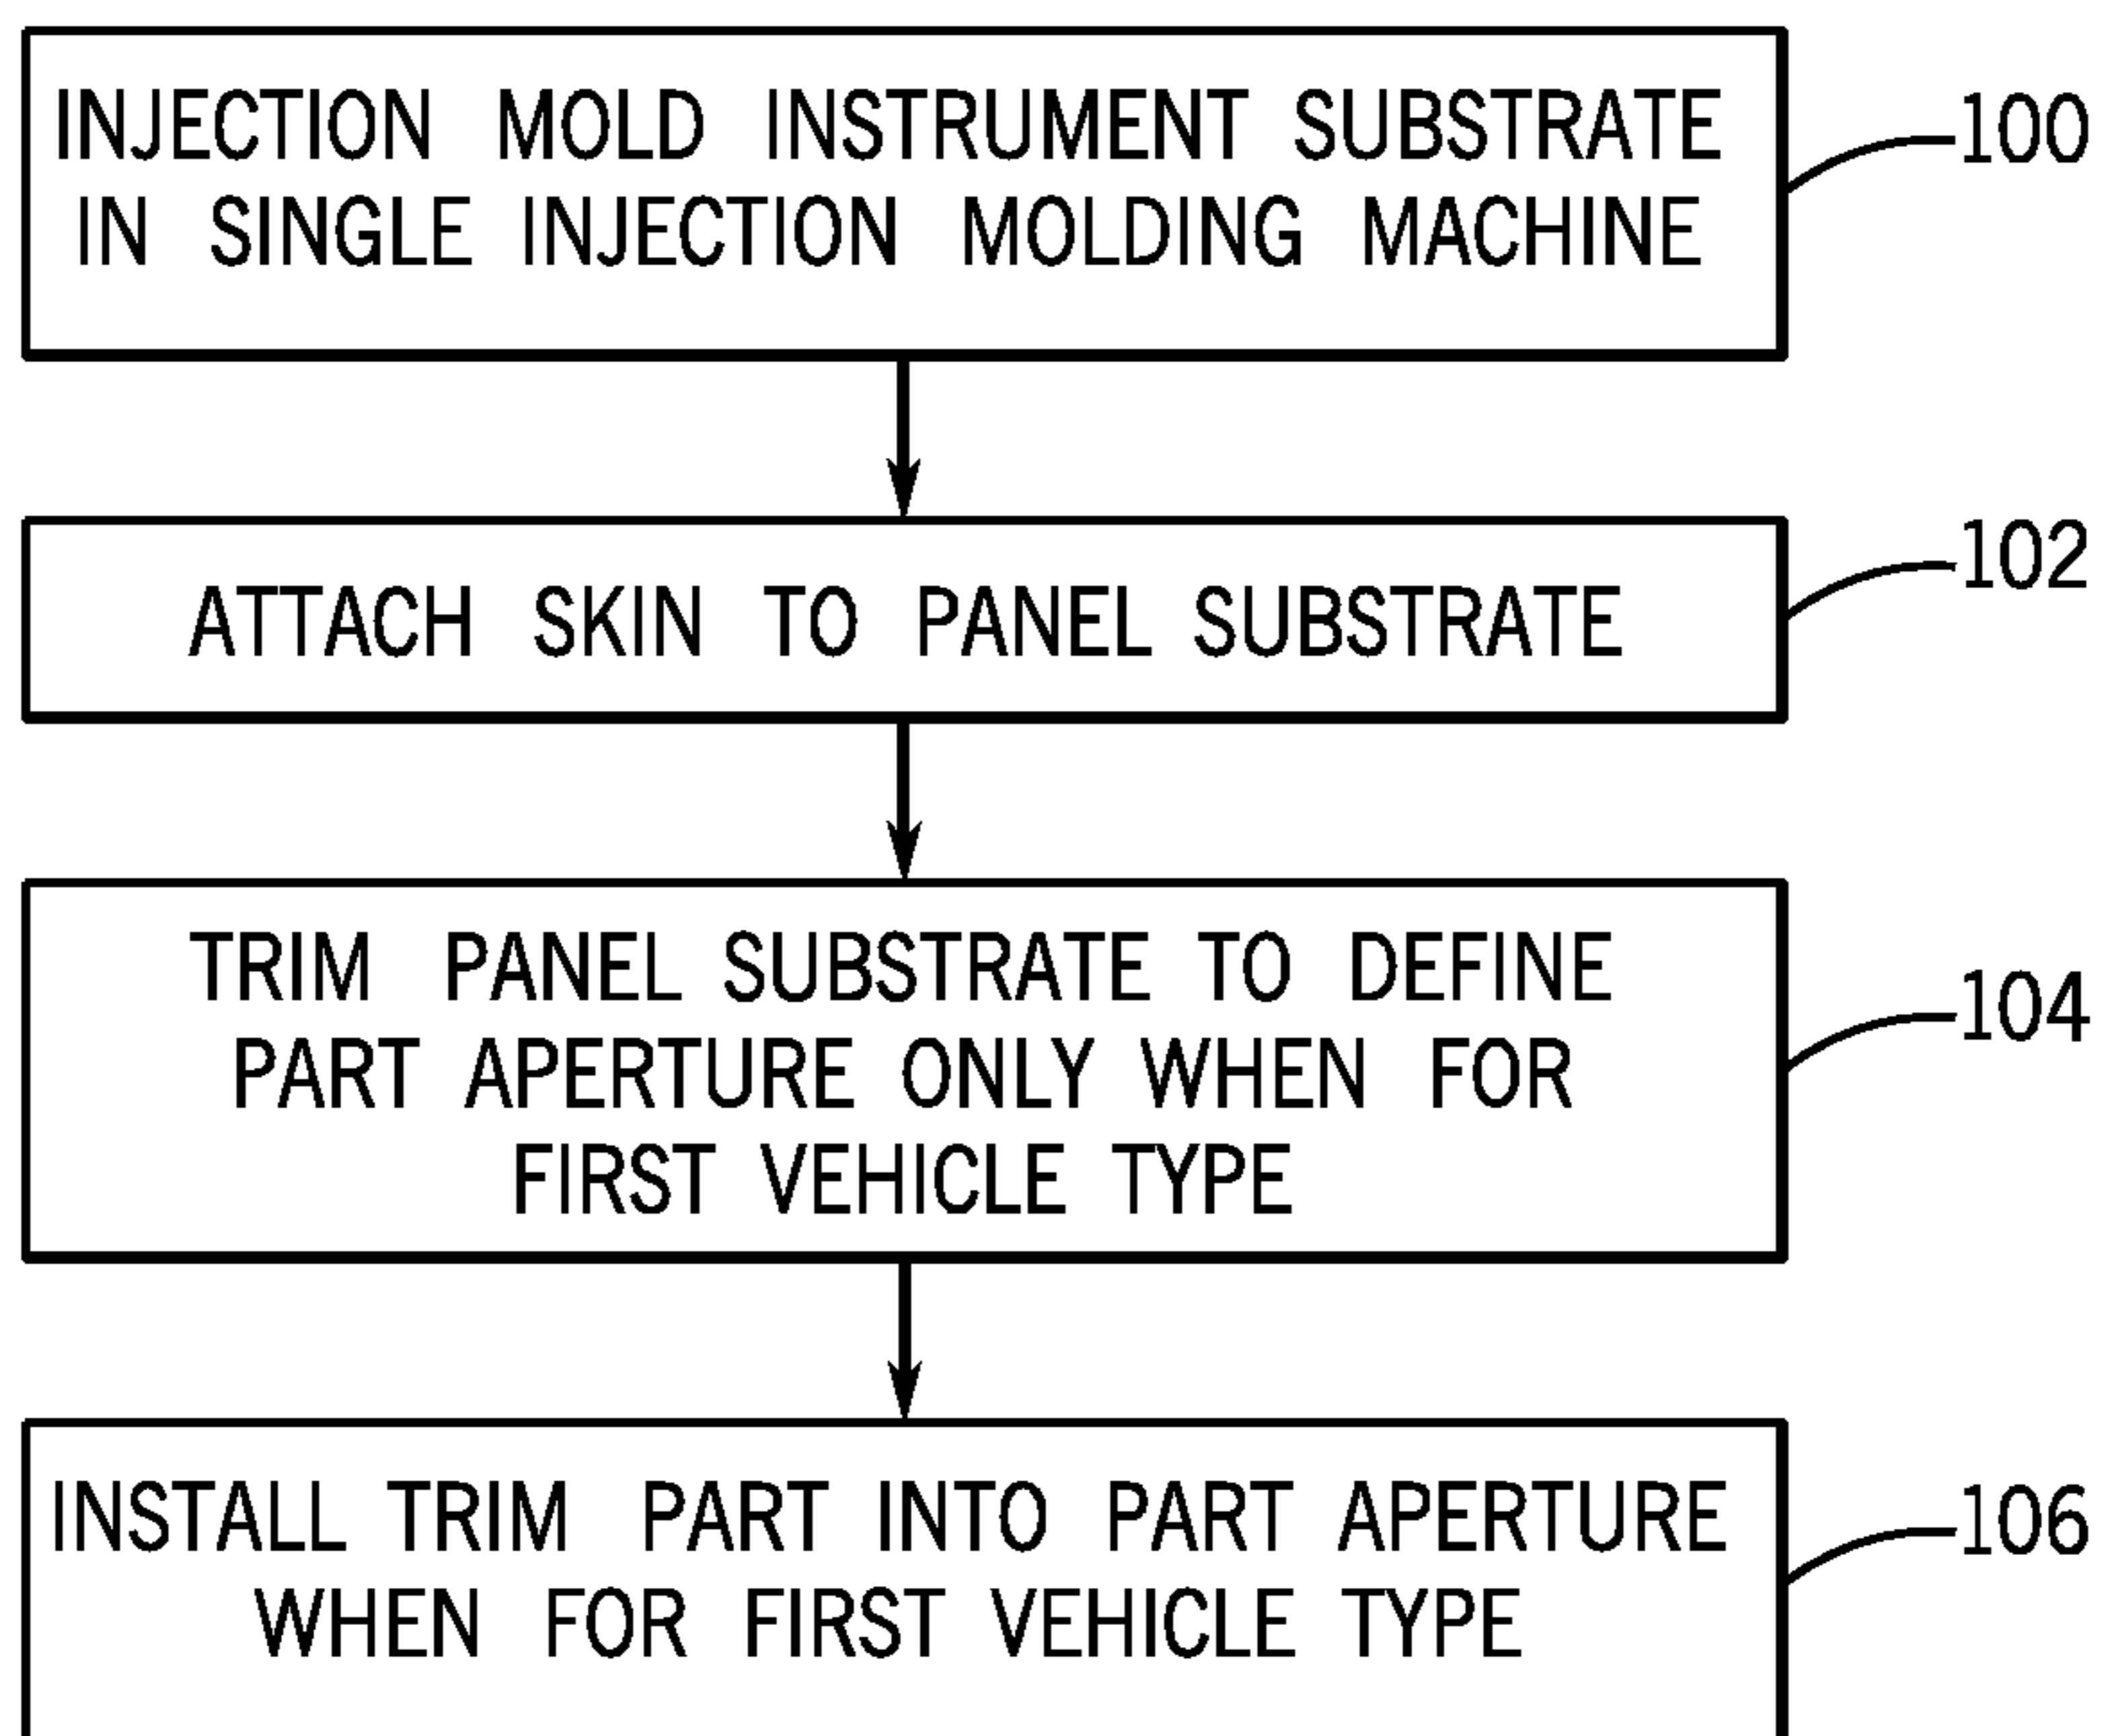 INJECTION MOLD INSTRUMENT SUBSTRATE
IN SINGLE INJECTION MOLDING MACHINE
100
ATTACH SKIN TO PANEL SUBSTRATE
102
TRIM PANEL SUBSTRATE TO DEFINE
PART APERTURE ONLY WHEN FOR
FIRST VEHICLE TYPE
104
INSTALL TRIM PART INTO PART APERTURE
WHEN FOR FIRST VEHICLE TYPE
106